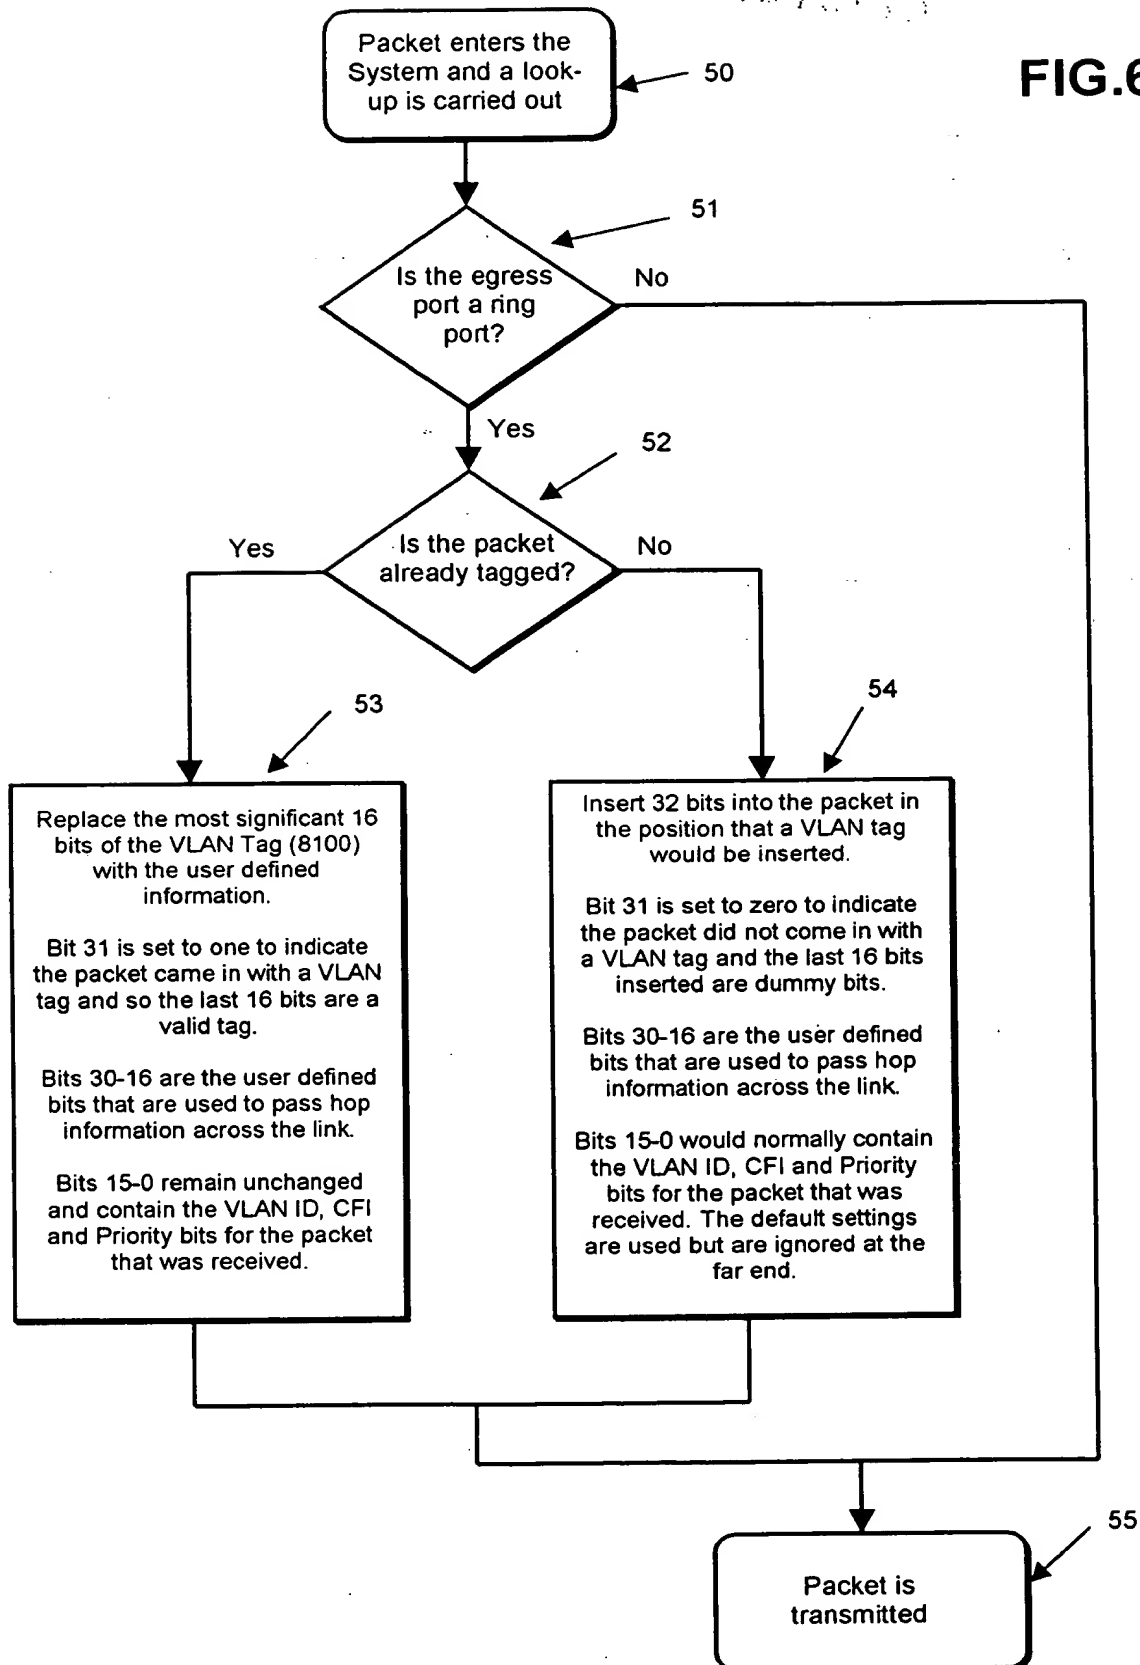 Packet enters the
System and a look-
up is carried out
50
FIG.6
51
Is the egress
port a ring
port?
No
Yes
52
Is the packet
already tagged?
Yes
No
53
54
Replace the most significant 16
bits of the VLAN Tag (8100)
with the user defined
information.
Bit 31 is set to one to indicate
the packet came in with a VLAN
tag and so the last 16 bits are a
valid tag.
Bits 30-16 are the user defined
bits that are used to pass hop
information across the link.
Bits 15-0 remain unchanged
and contain the VLAN ID, CFI
and Priority bits for the packet
that was received.
Insert 32 bits into the packet in
the position that a VLAN tag
would be inserted.
Bit 31 is set to zero to indicate
the packet did not come in with
a VLAN tag and the last 16 bits
inserted are dummy bits.
Bits 30-16 are the user defined
bits that are used to pass hop
information across the link.
Bits 15-0 would normally contain
the VLAN ID, CFI and Priority
bits for the packet that was
received. The default settings
are used but are ignored at the
far end.
55
Packet is
transmitted